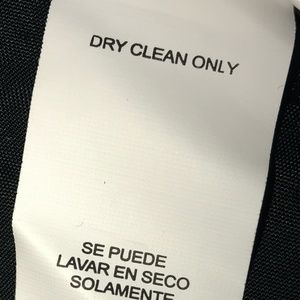 DRY CLEAN ONLY
SE PUEDE
LAVAR EN SECO
SOLAMENTE